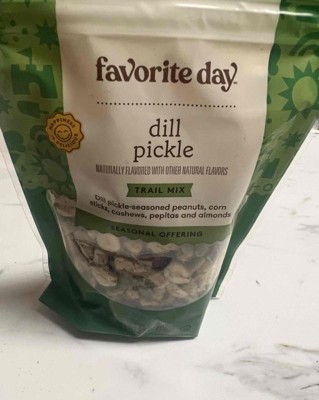 favorite day
dill
pickle
NATURALLY FLAVORED WITH OTHER NATURAL FLAVORS
TRAIL MIX
Dill pickle-seasoned peanuts, corn
sticks, cashews, pepitas and almonds
SEASONAL OFFERING